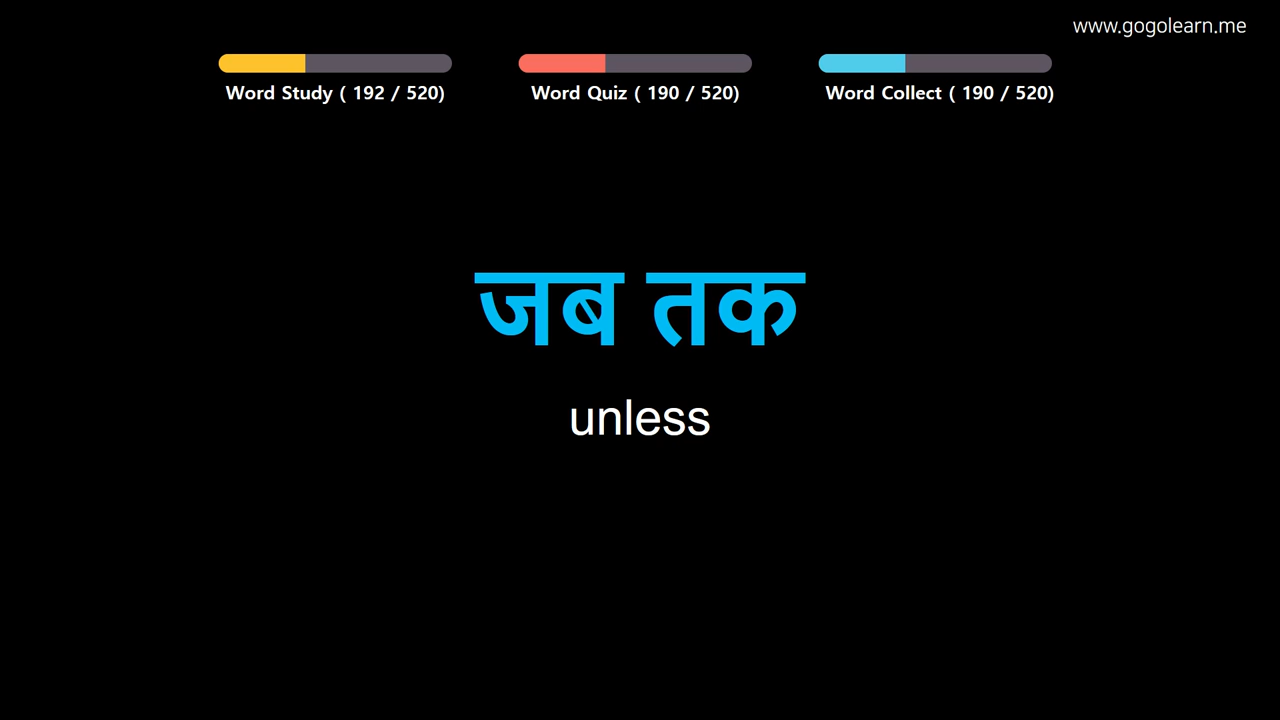 www.gogolearn.me
Word Study ( 192 / 520)
Word Quiz ( 190 / 520)
Word Collect ( 190 / 520)
जब तक
unless